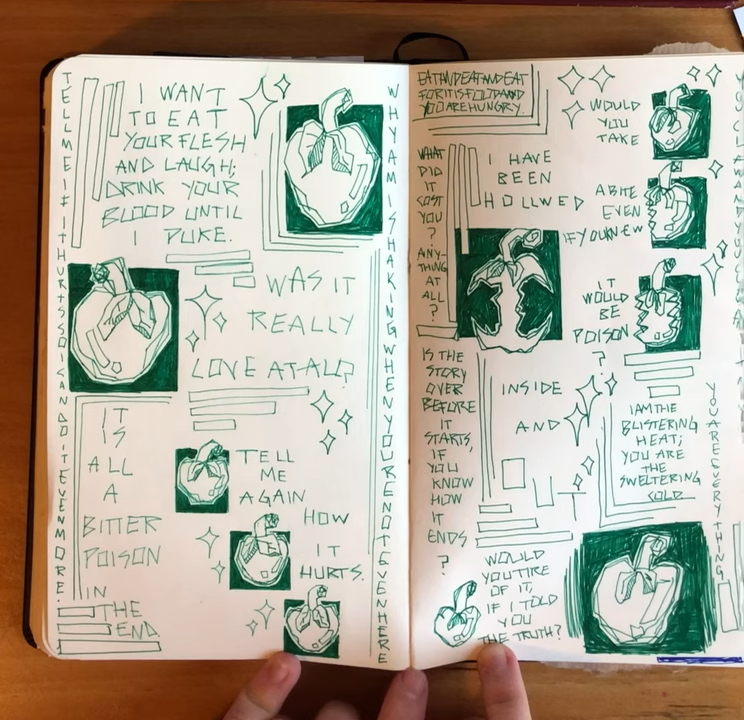 TELLMEIFITHURTSSOICANDOITEVENMORE.
I WANT
TO EAT
YOUR FLESH
AND LAUGH;
DRINK YOUR
BLOOD UNTIL
I PUKE.
WAS IT
REALLY
LOVE AT ALL?
IT
IS
ALL
A
BITTER
POISON
IN
THE
END.
TELL
ME
AGAIN
HOW
IT
HURTS.
WHYAMISHAKINGWHENYOURENOTEVENHERE
EATANDEATANDEAT
FORITISFOODAND
YOUAREHUNGRY.
WHAT
DID
IT
COST
YOU
?
ANY-
THING
AT
ALL
?
I HAVE
BEEN
HOLLWED
INSIDE
AND
OUT
WOULD
YOU
TAKE
A BITE
EVEN
IF YOU KNEW
IT
WOULD
BE
POISON
?
IS THE
STORY
OVER
BEFORE
IT
STARTS,
IF
YOU
KNOW
HOW
IT
ENDS
?
I AM THE
BLISTERING
HEAT;
YOU ARE
THE
SWELTERING
COLD
YOUAREEVERYTHING
WOULD
YOU TIRE
OF IT,
IF I TOLD
YOU
THE TRUTH?